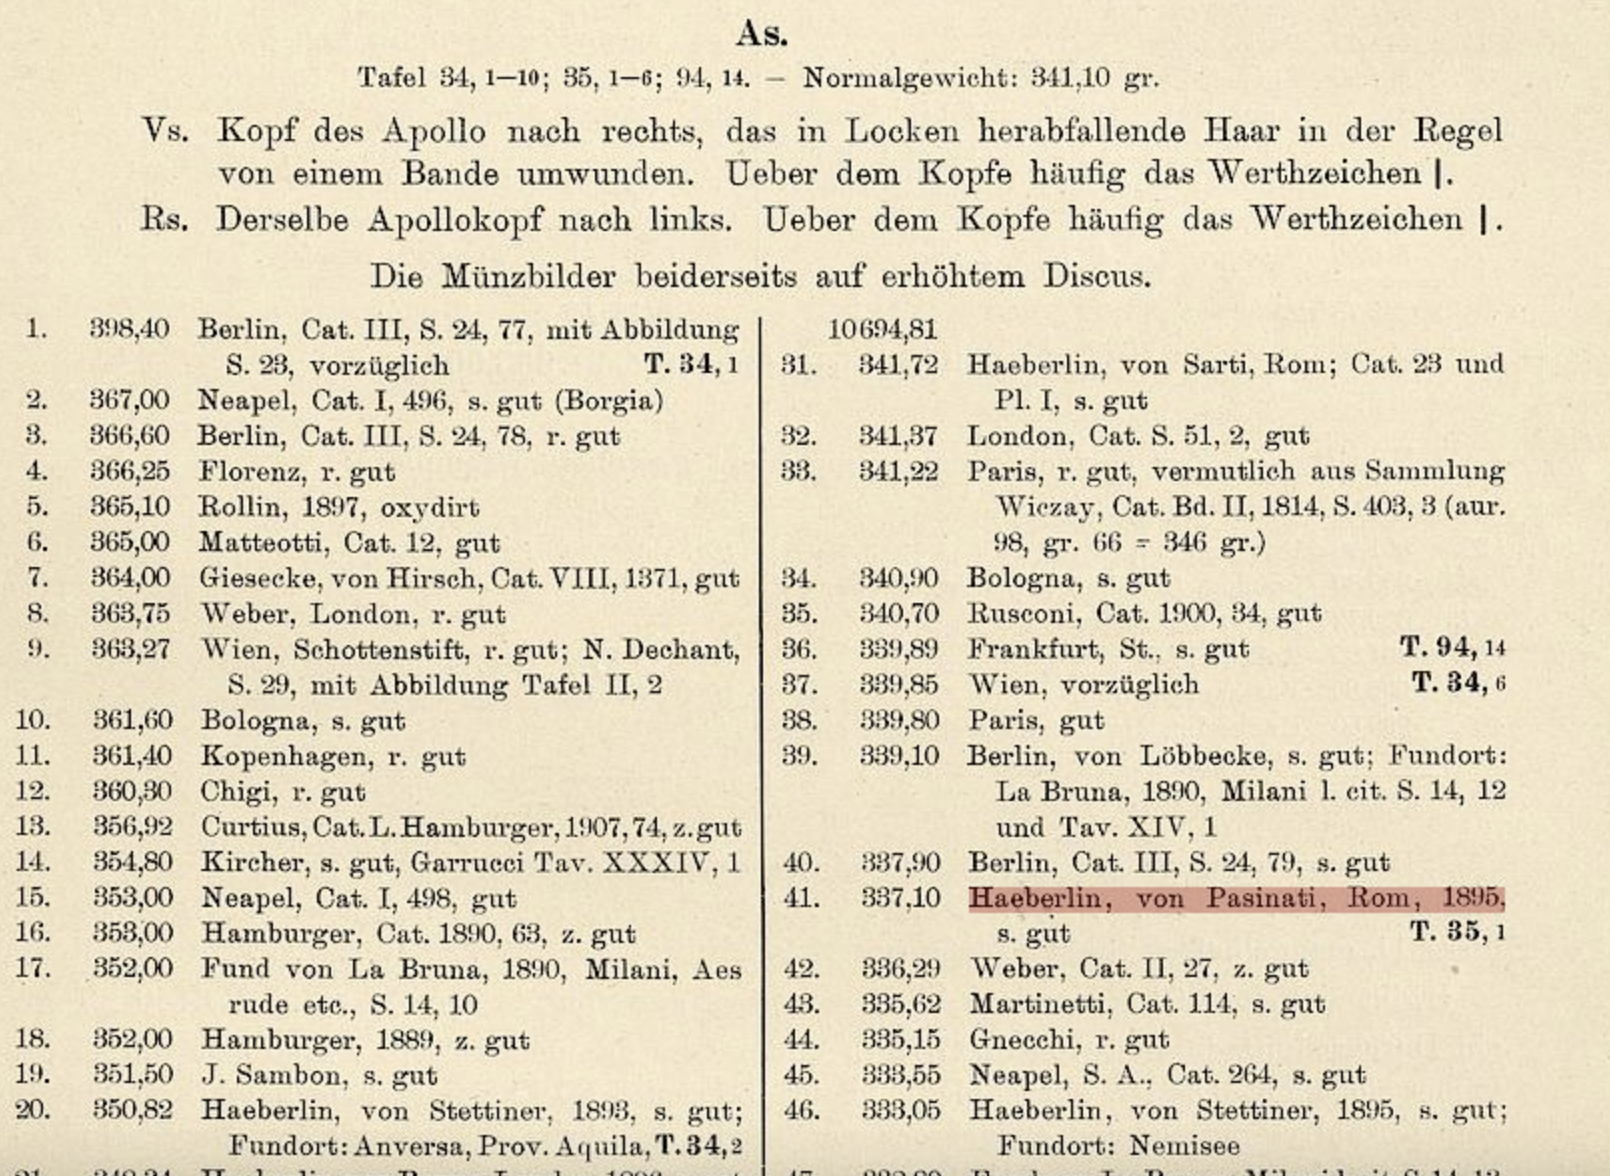 As.
Tafel 34, 1—10; 35, 1—6; 94, 14. — Normalgewicht: 341,10 gr.
Vs. Kopf des Apollo nach rechts, das in Locken herabfallende Haar in der Regel
von einem Bande umwunden. Ueber dem Kopfe häufig das Werthzeichen |.
Rs. Derselbe Apollokopf nach links. Ueber dem Kopfe häufig das Werthzeichen |.
Die Münzbilder beiderseits auf erhöhtem Discus.
1. 398,40 Berlin, Cat. III, S. 24, 77, mit Abbildung
S. 23, vorzüglich T. 34, 1
2. 367,00 Neapel, Cat. I, 496, s. gut (Borgia)
3. 366,60 Berlin, Cat. III, S. 24, 78, r. gut
4. 366,25 Florenz, r. gut
5. 365,10 Rollin, 1897, oxydirt
6. 365,00 Matteotti, Cat. 12, gut
7. 364,00 Giesecke, von Hirsch, Cat. VIII, 1371, gut
8. 363,75 Weber, London, r. gut
9. 363,27 Wien, Schottenstift, r. gut; N. Dechant,
S. 29, mit Abbildung Tafel II, 2
10. 361,60 Bologna, s. gut
11. 361,40 Kopenhagen, r. gut
12. 360,30 Chigi, r. gut
13. 356,92 Curtius, Cat. L. Hamburger, 1907, 74, z. gut
14. 354,80 Kircher, s. gut, Garrucci Tav. XXXIV, 1
15. 353,00 Neapel, Cat. I, 498, gut
16. 353,00 Hamburger, Cat. 1890, 63, z. gut
17. 352,00 Fund von La Bruna, 1890, Milani, Aes
rude etc., S. 14, 10
18. 352,00 Hamburger, 1889, z. gut
19. 351,50 J. Sambon, s. gut
20. 350,82 Haeberlin, von Stettiner, 1893, s. gut;
Fundort: Anversa, Prov. Aquila, T. 34, 2
10 694,81
31. 341,72 Haeberlin, von Sarti, Rom; Cat. 23 und
Pl. I, s. gut
32. 341,37 London, Cat. S. 51, 2, gut
33. 341,22 Paris, r. gut, vermutlich aus Sammlung
Wiczay, Cat. Bd. II, 1814, S. 403, 3 (aur.
98, gr. 66 = 346 gr.)
34. 340,90 Bologna, s. gut
35. 340,70 Rusconi, Cat. 1900, 34, gut
36. 339,89 Frankfurt, St., s. gut T. 94, 14
37. 339,85 Wien, vorzüglich T. 34, 6
38. 339,80 Paris, gut
39. 339,10 Berlin, von Löbbecke, s. gut; Fundort:
La Bruna, 1890, Milani l. cit. S. 14, 12
und Tav. XIV, 1
40. 337,90 Berlin, Cat. III, S. 24, 79, s. gut
41. 337,10 Haeberlin, von Pasinati, Rom, 1895,
s. gut T. 35, 1
42. 336,29 Weber, Cat. II, 27, z. gut
43. 335,62 Martinetti, Cat. 114, s. gut
44. 335,15 Gnecchi, r. gut
45. 333,55 Neapel, S. A., Cat. 264, s. gut
46. 333,05 Haeberlin, von Stettiner, 1895, s. gut;
Fundort: Nemisee